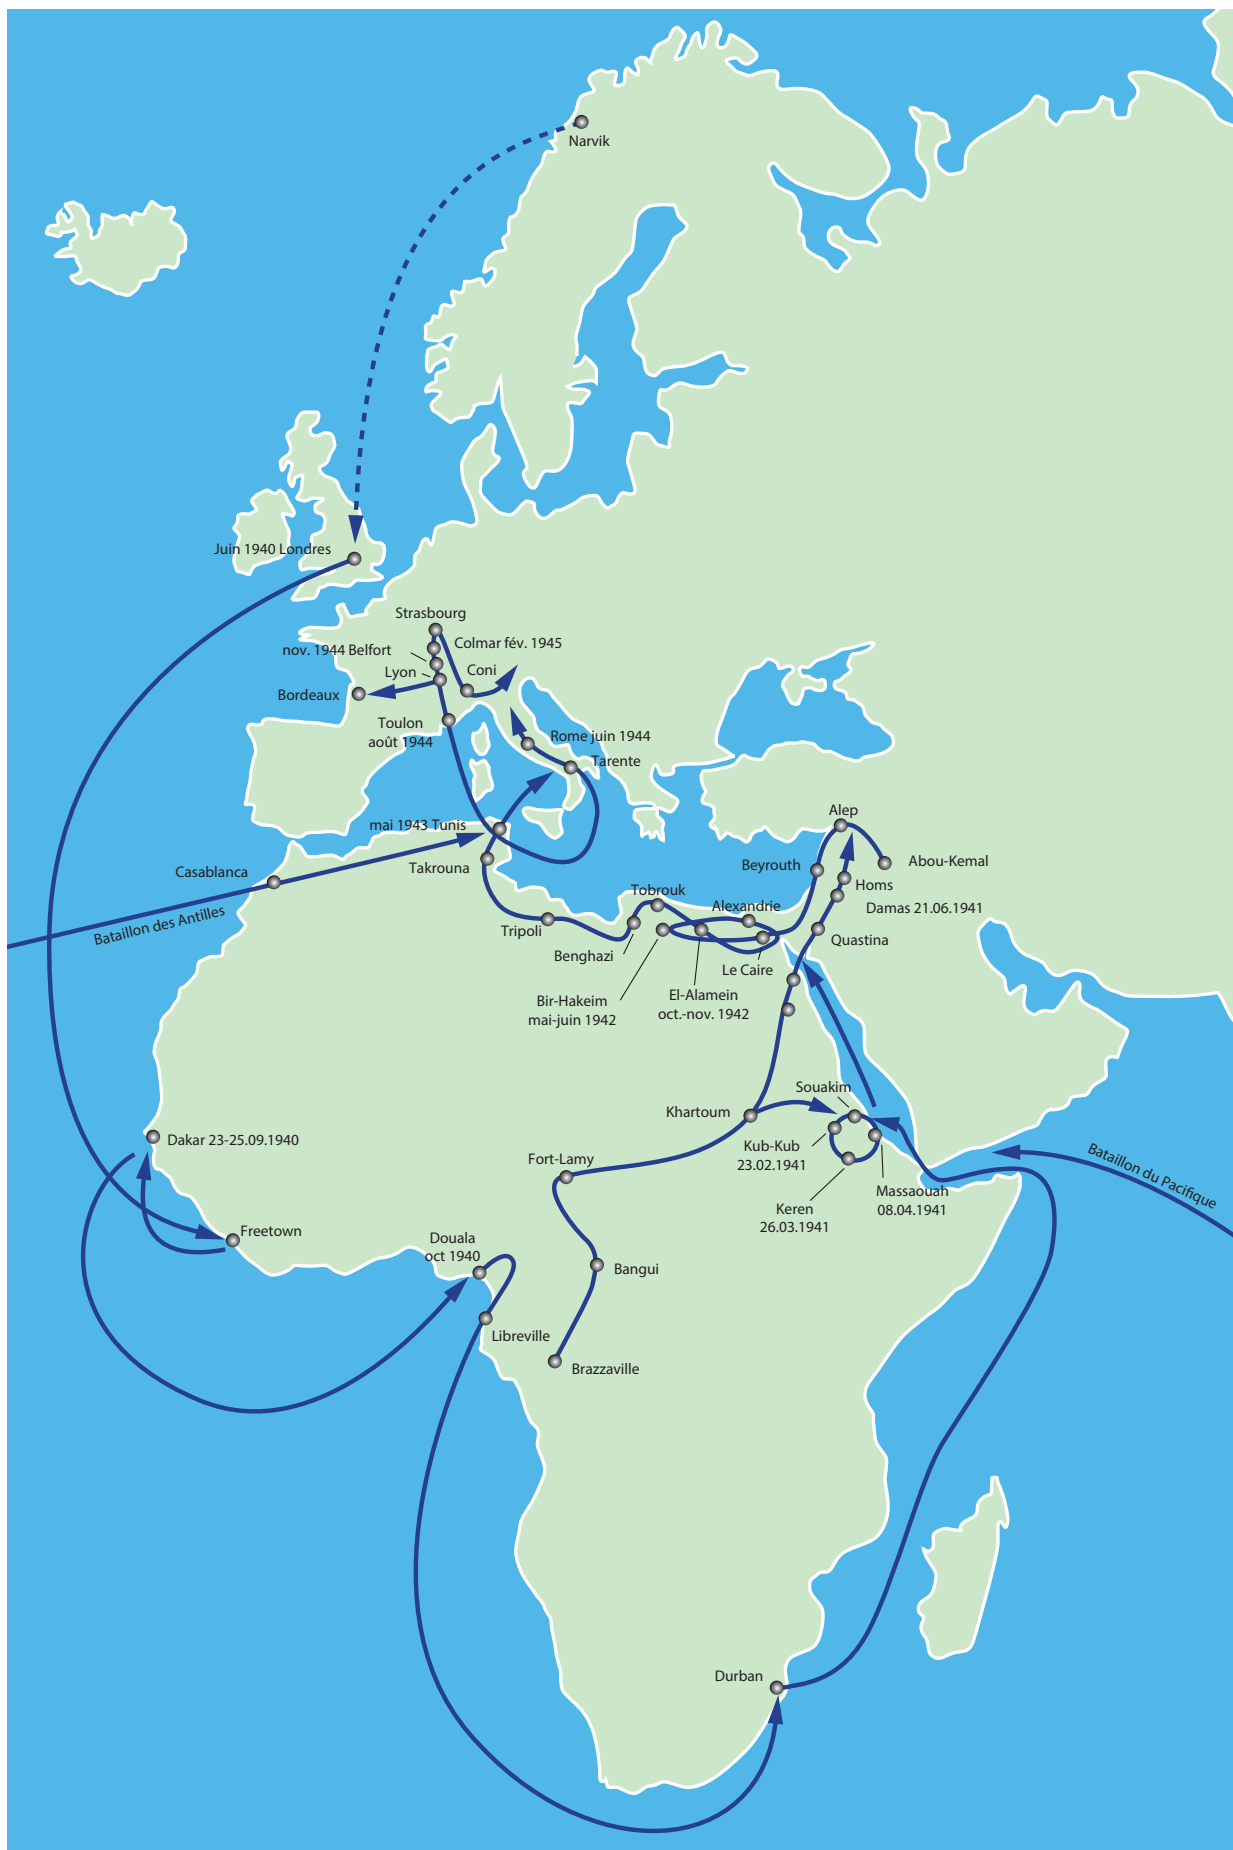 Narvik
Juin 1940 Londres
Strasbourg
Colmar fév. 1945
nov. 1944 Belfort
Lyon
Coni
Bordeaux
Toulon
août 1944
Rome juin 1944
Tarente
mai 1943 Tunis
Takrouna
Casablanca
Bataillon des Antilles
Tripoli
Benghazi
Tobrouk
Alexandrie
Le Caire
Bir-Hakeim
mai-juin 1942
El-Alamein
oct.-nov. 1942
Alep
Beyrouth
Abou-Kemal
Homs
Damas 21.06.1941
Quastina
Souakim
Khartoum
Kub-Kub
23.02.1941
Keren
26.03.1941
Massaouah
08.04.1941
Bataillon du Pacifique
Dakar 23-25.09.1940
Freetown
Fort-Lamy
Douala
oct 1940
Bangui
Libreville
Brazzaville
Durban